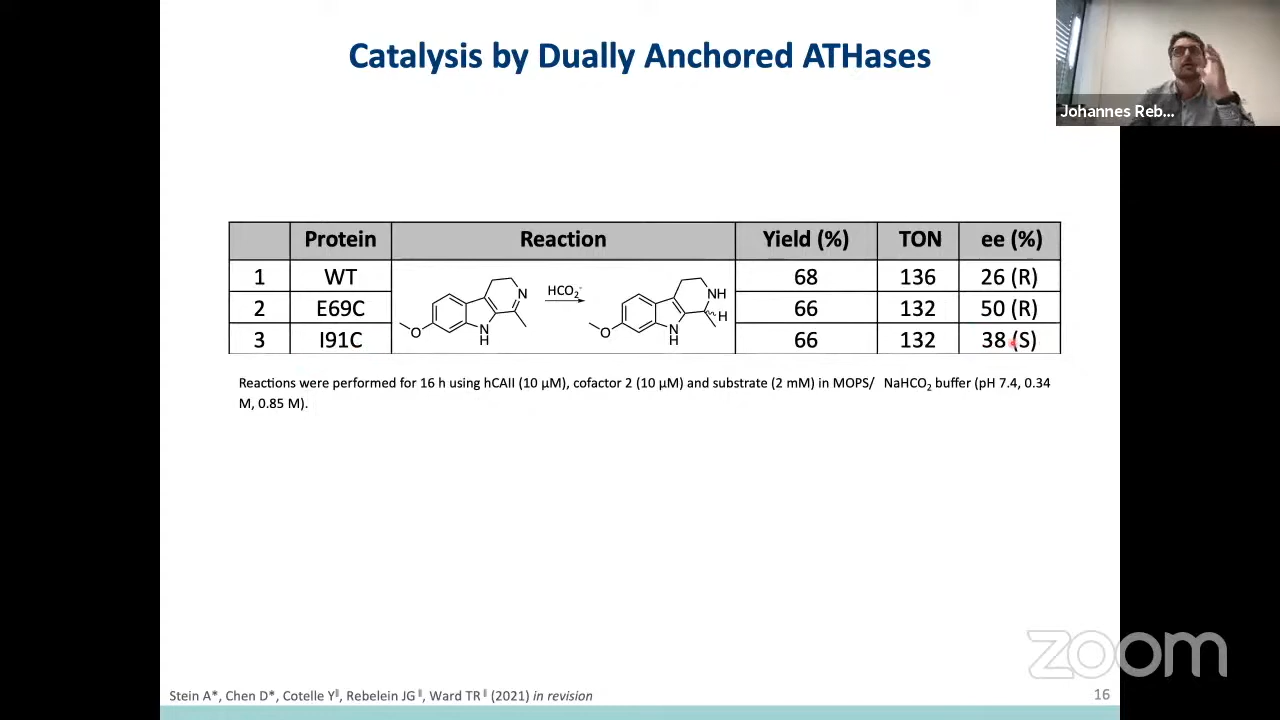 Catalysis by Dually Anchored ATHases
Johannes Reb...
Protein Reaction Yield (%) TON ee (%)
1 WT 68 136 26 (R)
2 E69C 66 132 50 (R)
3 I91C 66 132 38 (S)
O N H N HCO₂⁻ O N H NH H
Reactions were performed for 16 h using hCAII (10 µM), cofactor 2 (10 µM) and substrate (2 mM) in MOPS/ NaHCO₂ buffer (pH 7.4, 0.34
M, 0.85 M).
zoom
Stein A*, Chen D*, Cotelle Y‖, Rebelein JG ‖, Ward TR ‖ (2021) in revision
16